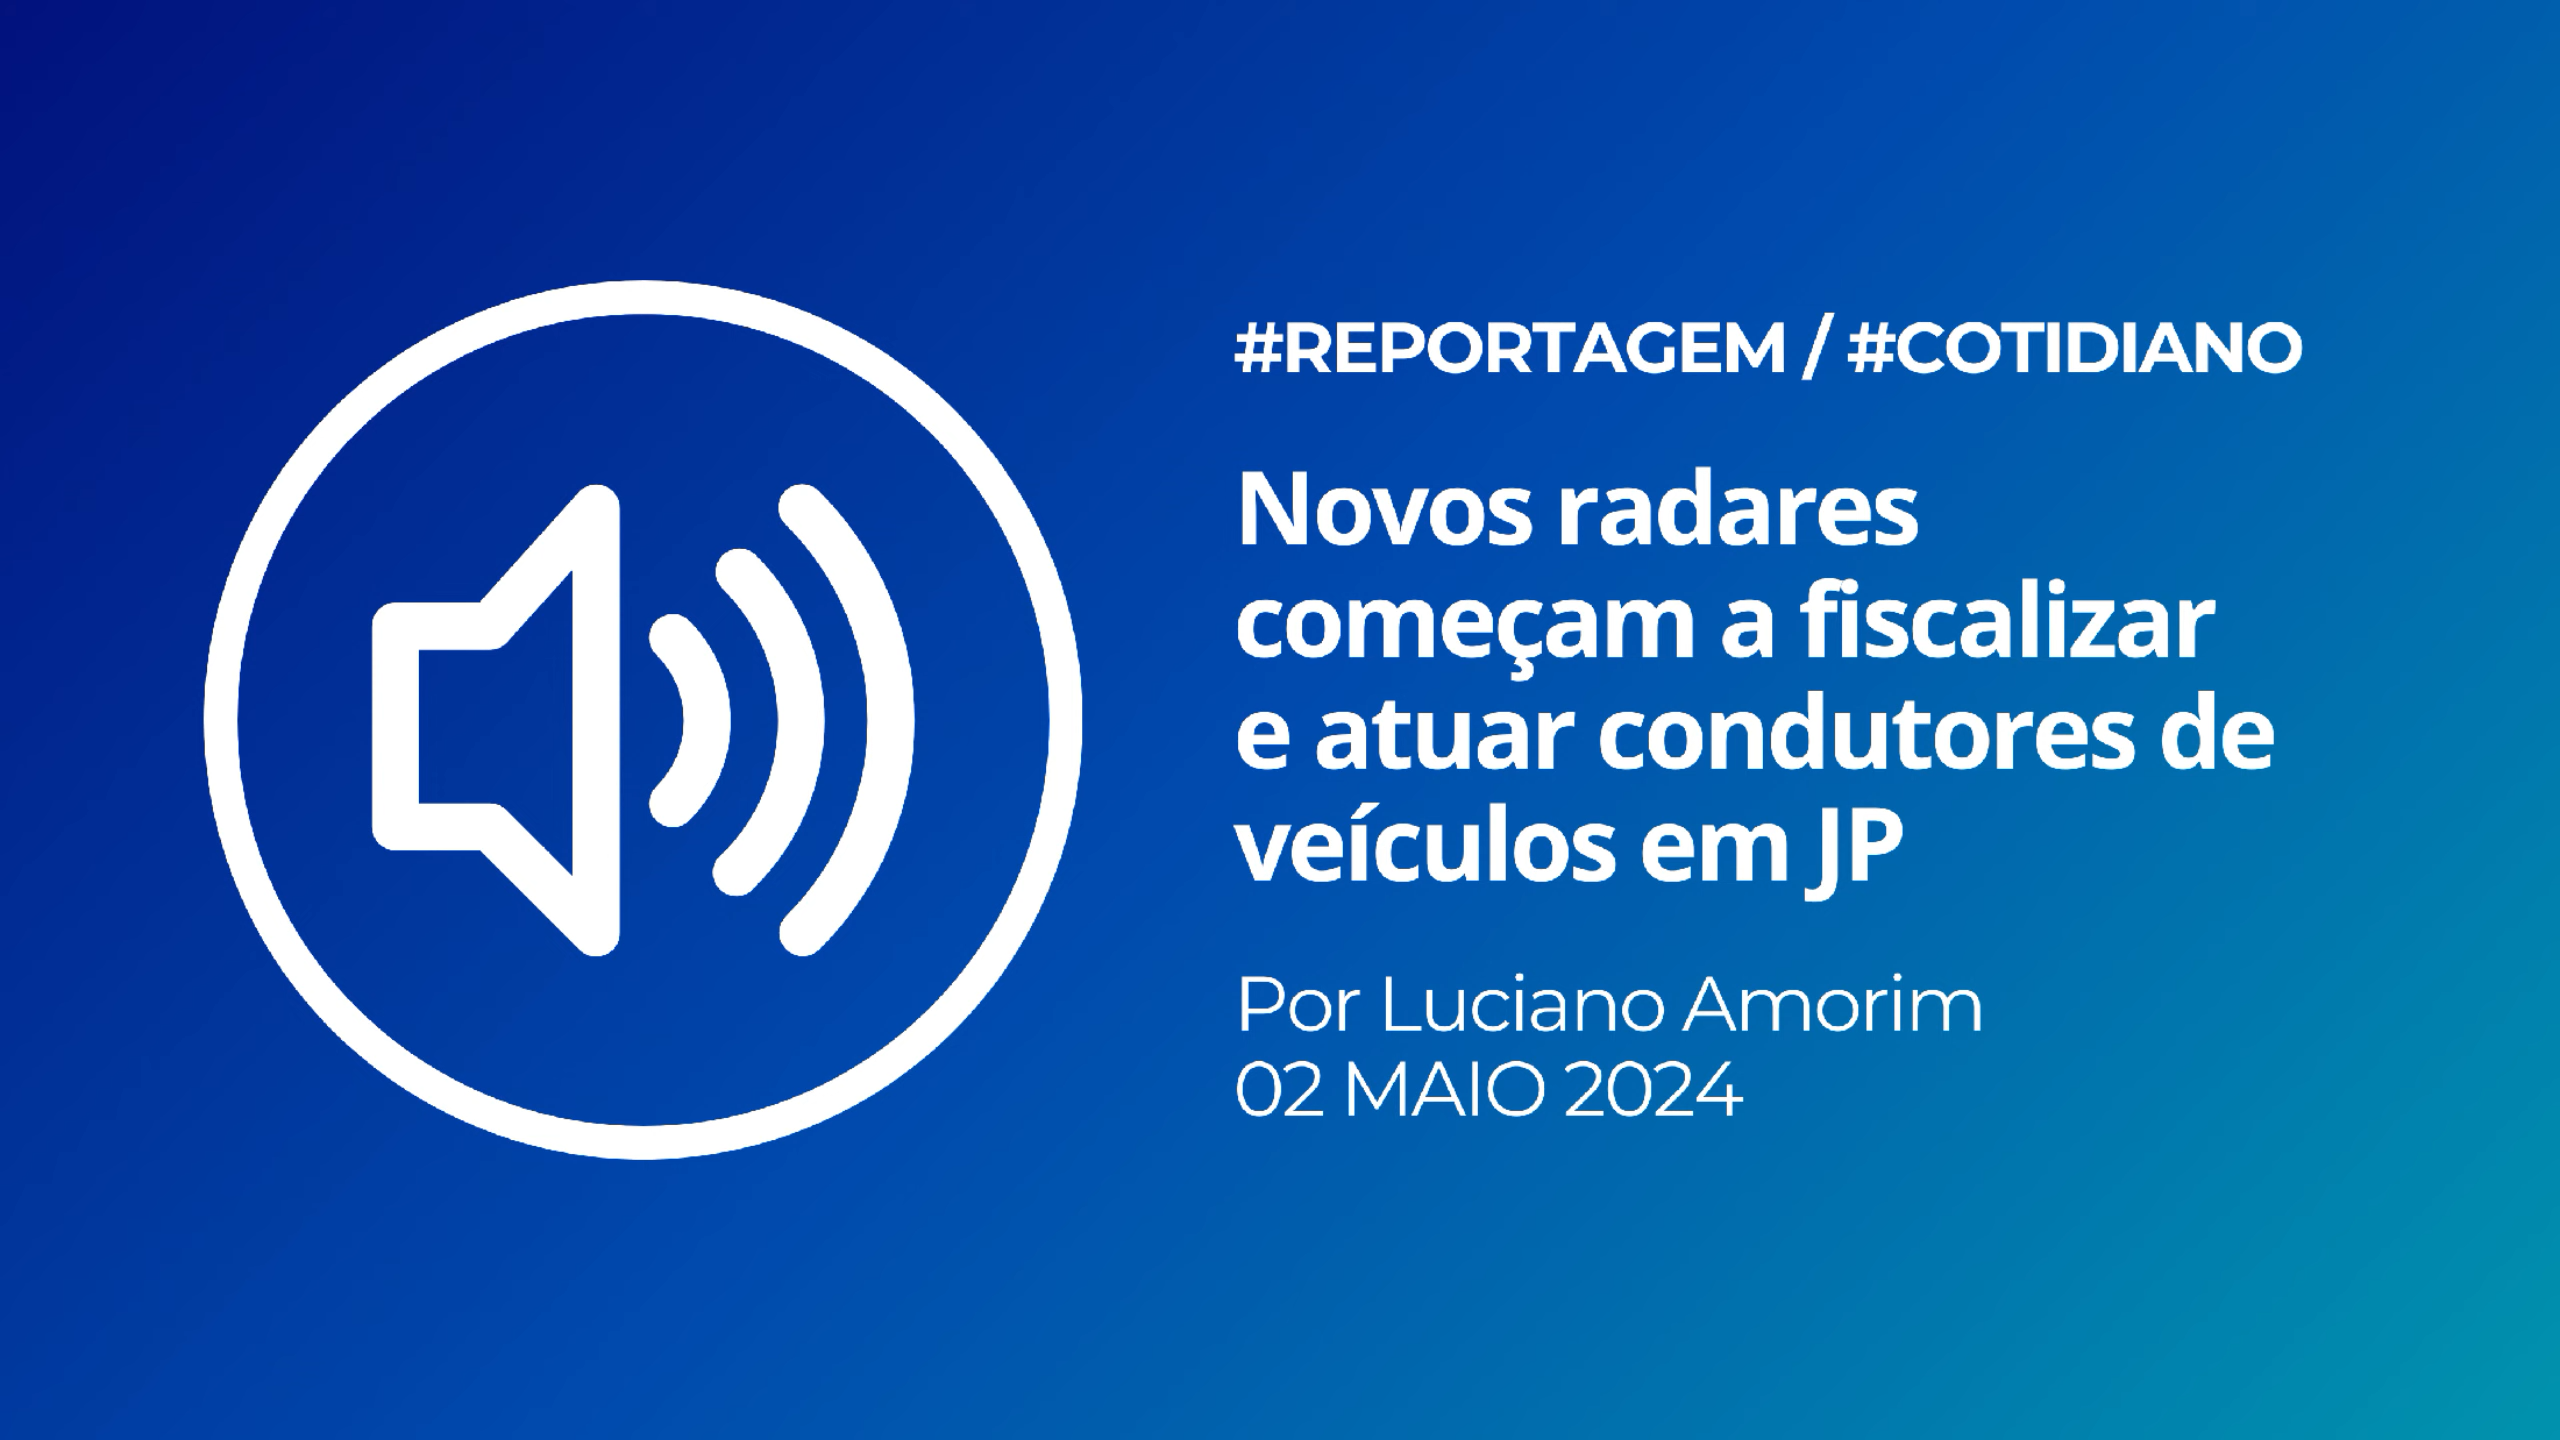 #REPORTAGEM / #COTIDIANO
Novos radares
começam a fiscalizar
e atuar condutores de
veículos em JP
Por Luciano Amorim
02 MAIO 2024